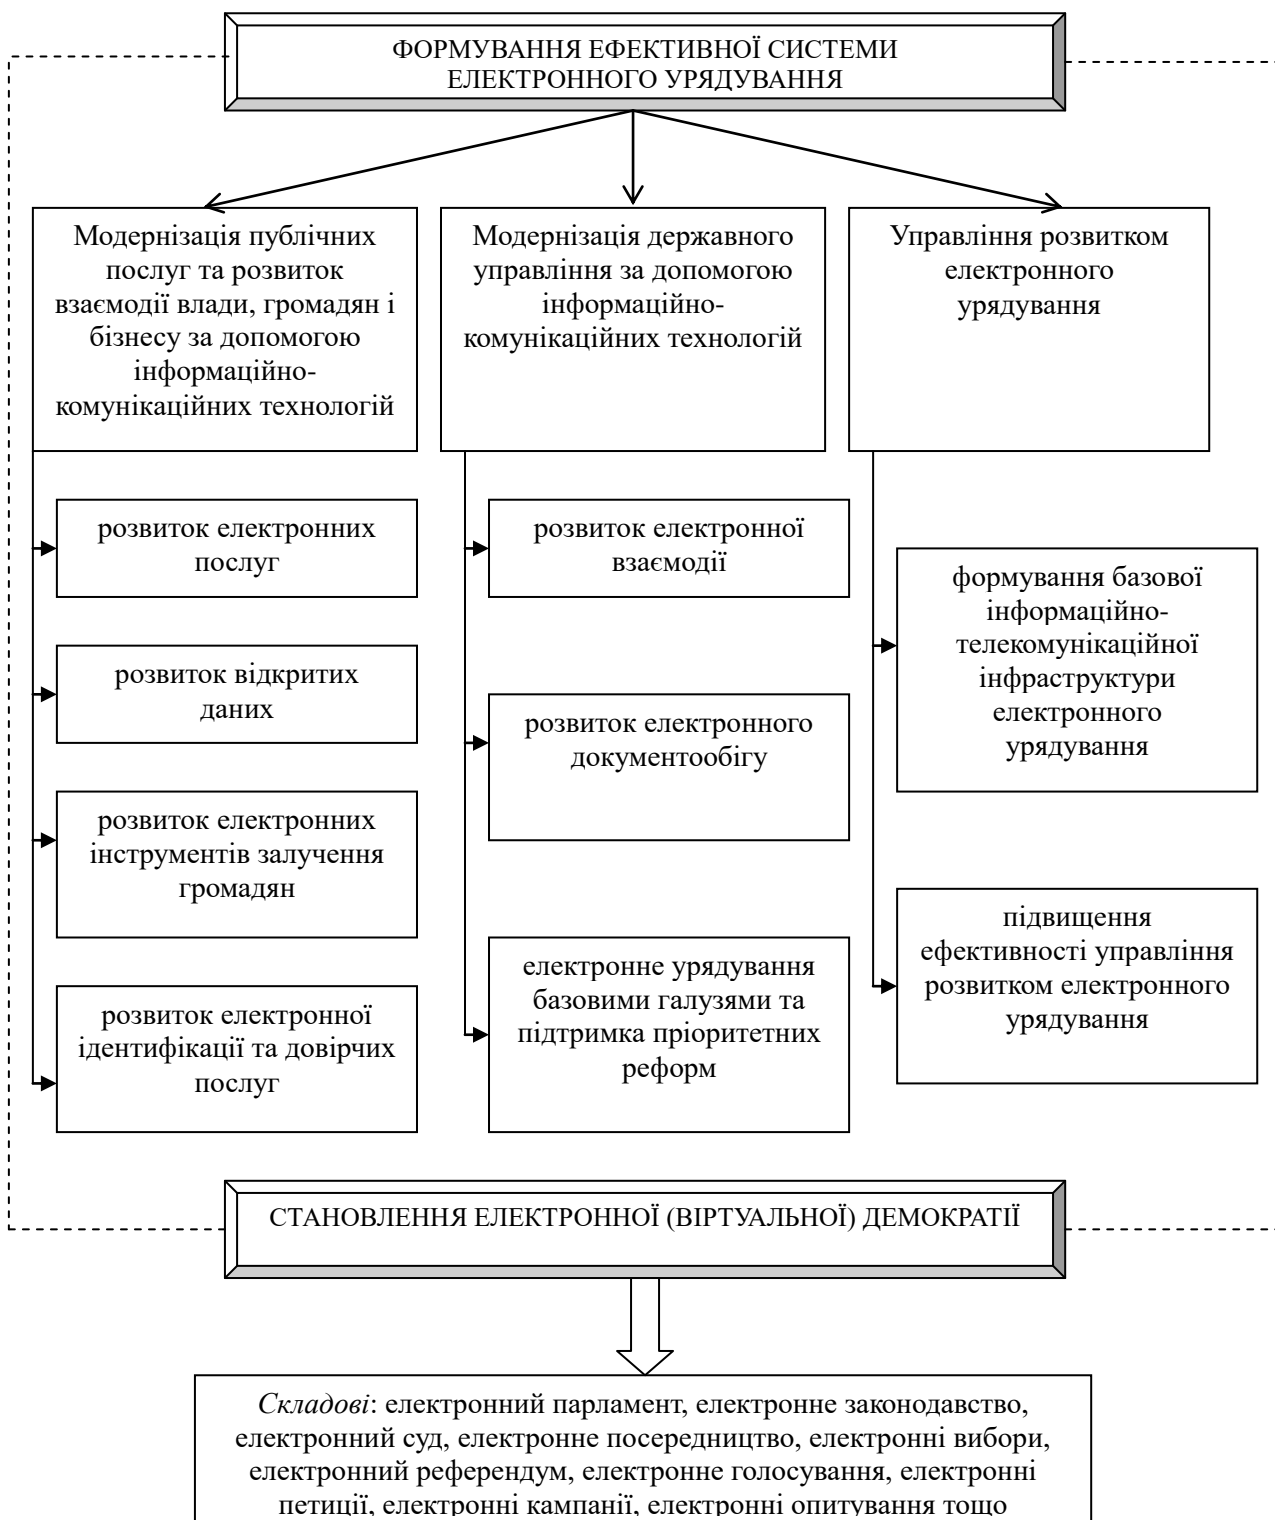 ФОРМУВАННЯ ЕФЕКТИВНОЇ СИСТЕМИ
ЕЛЕКТРОННОГО УРЯДУВАННЯ
Модернізація публічних
послуг та розвиток
взаємодії влади, громадян і
бізнесу за допомогою
інформаційно-
комунікаційних технологій
розвиток електронних
послуг
розвиток відкритих
даних
розвиток електронних
інструментів залучення
громадян
розвиток електронної
ідентифікації та довірчих
послуг
Модернізація державного
управління за допомогою
інформаційно-
комунікаційних технологій
розвиток електронної
взаємодії
розвиток електронного
документообігу
електронне урядування
базовими галузями та
підтримка пріоритетних
реформ
Управління розвитком
електронного
урядування
формування базової
інформаційно-
телекомунікаційної
інфраструктури
електронного
урядування
підвищення
ефективності управління
розвитком електронного
урядування
СТАНОВЛЕННЯ ЕЛЕКТРОННОЇ (ВІРТУАЛЬНОЇ) ДЕМОКРАТІЇ
Складові: електронний парламент, електронне законодавство,
електронний суд, електронне посередництво, електронні вибори,
електронний референдум, електронне голосування, електронні
петиції, електронні кампанії, електронні опитування тощо